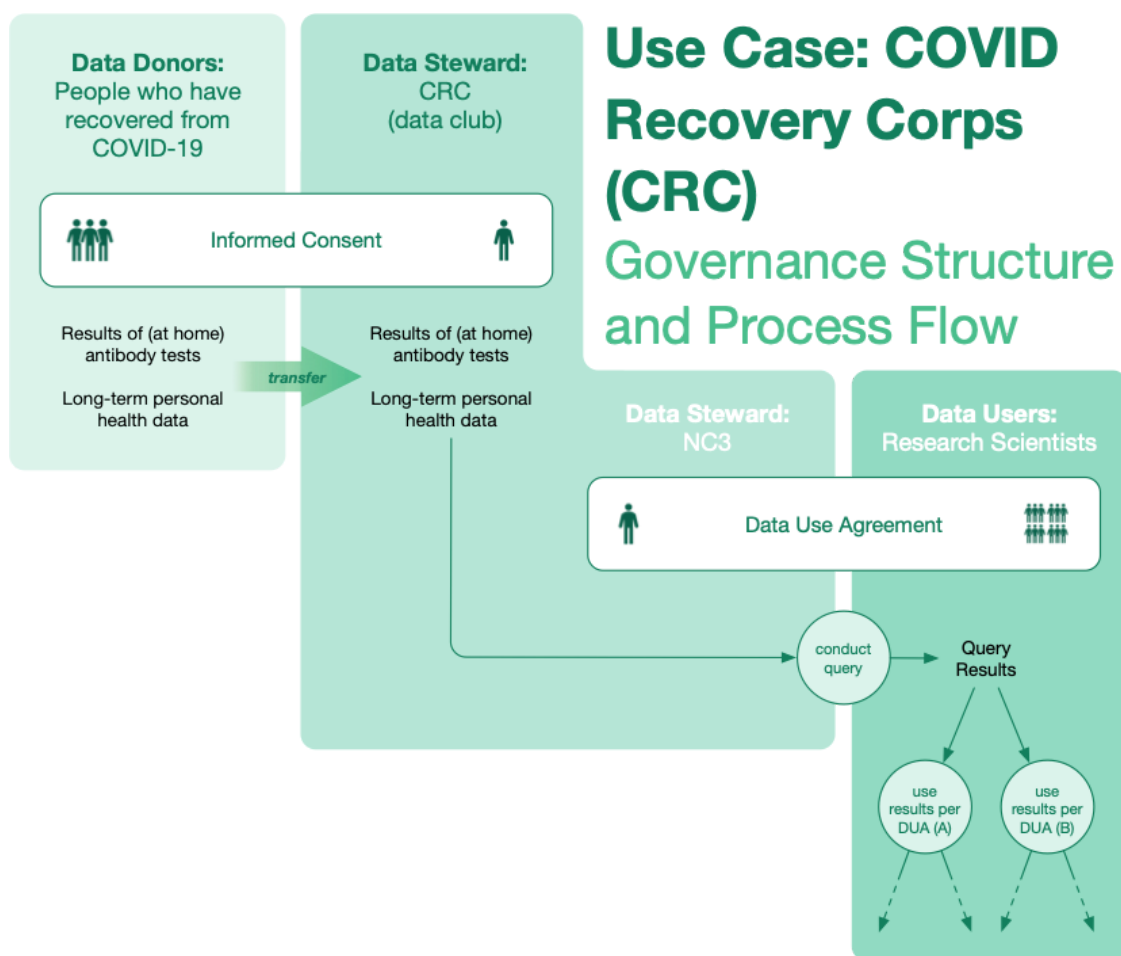 Use Case: COVID
Recovery Corps
(CRC)
Governance Structure
and Process Flow
Data Donors:
People who have
recovered from
COVID-19
Data Steward:
CRC
(data club)
Informed Consent
Results of (at home)
antibody tests
Long-term personal
health data
transfer
Results of (at home)
antibody tests
Long-term personal
health data
Data Steward:
NC3
Data Users:
Research Scientists
Data Use Agreement
conduct
query
Query
Results
use
results per
DUA (A)
use
results per
DUA (B)